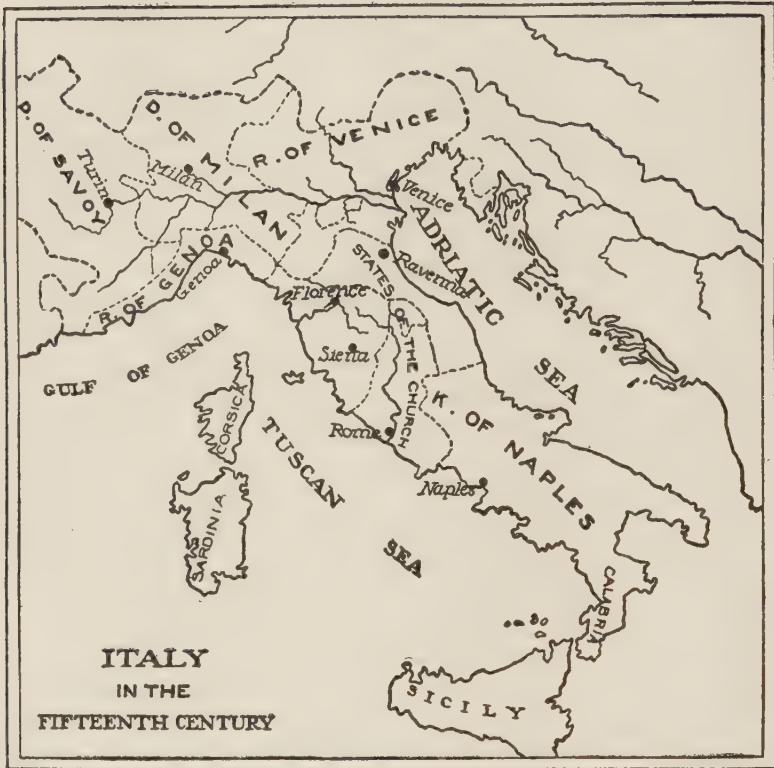 D. OF SAVOY
Turin
D. OF MILAN
Milan
R. OF VENICE
Venice
R. OF GENOA
Genoa
ADRIATIC
SEA
Ravenna
STATES OF THE CHURCH
Florence
Siena
GULF OF GENOA
CORSICA
TUSCAN
SEA
Rome
K. OF NAPLES
Naples
SARDINIA
CALABRIA
SICILY
ITALY
IN THE
FIFTEENTH CENTURY